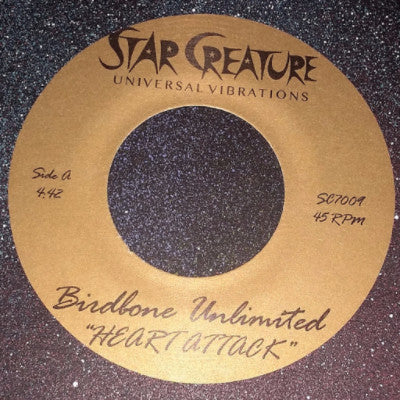 STAR CREATURE
UNIVERSAL VIBRATIONS
Side A
4:42
SC7009
45 RPM
Birdbone Unlimited
"HEART ATTACK"